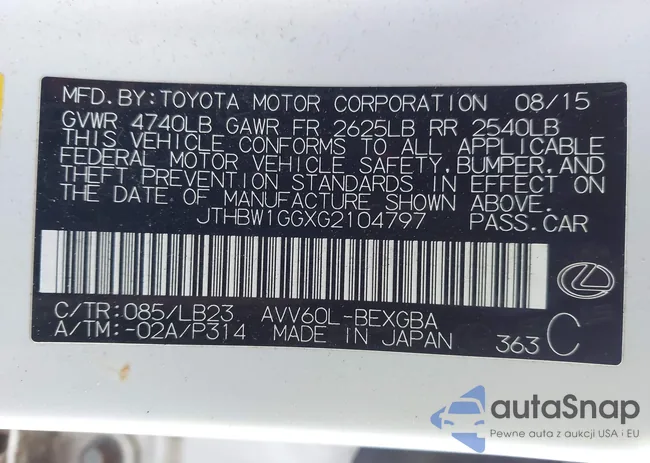 MFD.BY:TOYOTA MOTOR CORPORATION 08/15
GVWR 4740LB GAWR FR 2625LB RR 2540LB
THIS VEHICLE CONFORMS TO ALL APPLICABLE
FEDERAL MOTOR VEHICLE SAFETY,BUMPER,AND
THEFT PREVENTION STANDARDS IN EFFECT ON
THE DATE OF MANUFACTURE SHOWN ABOVE.
JTHBW1GGXG2104797 PASS.CAR
C/TR:085/LB23 AVV60L-BEXGBA
A/TM:-02A/P314 MADE IN JAPAN 363 C
autaSnap
Pewne auta z aukcji USA i EU